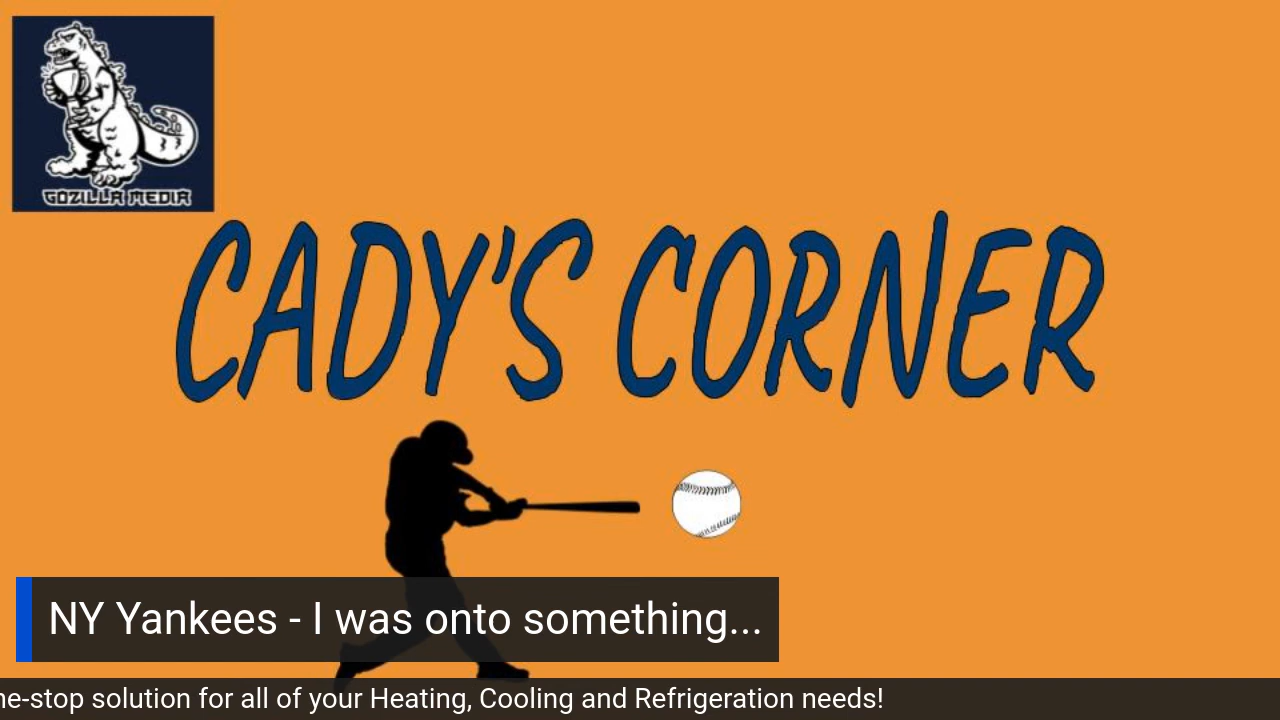 GOZILLA MEDIA
CADY'S CORNER
NY Yankees - I was onto something...
ne-stop solution for all of your Heating, Cooling and Refrigeration needs!